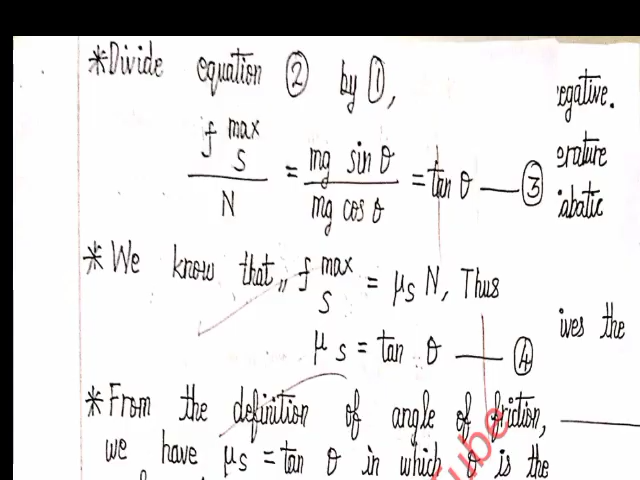 *Divide equation ② by ①,
f max s / N = mg sin θ / mg cos θ = tan θ — ③
*We know that,, f max s = μs N, Thus
μs = tan θ — ④
*From the definition of angle of friction,
we have μs = tan θ in which θ is the
egative.
erature
iabatic
ives the
Tube